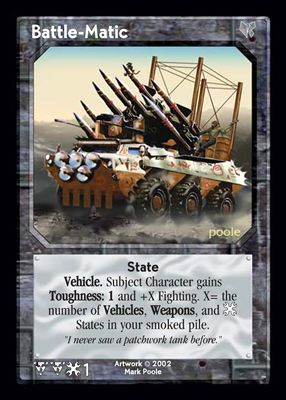 Battle-Matic
poole
State
Vehicle. Subject Character gains
Toughness: 1 and +X Fighting. X= the
number of Vehicles, Weapons, and
States in your smoked pile.
"I never saw a patchwork tank before."
Artwork © 2002
Mark Poole
1